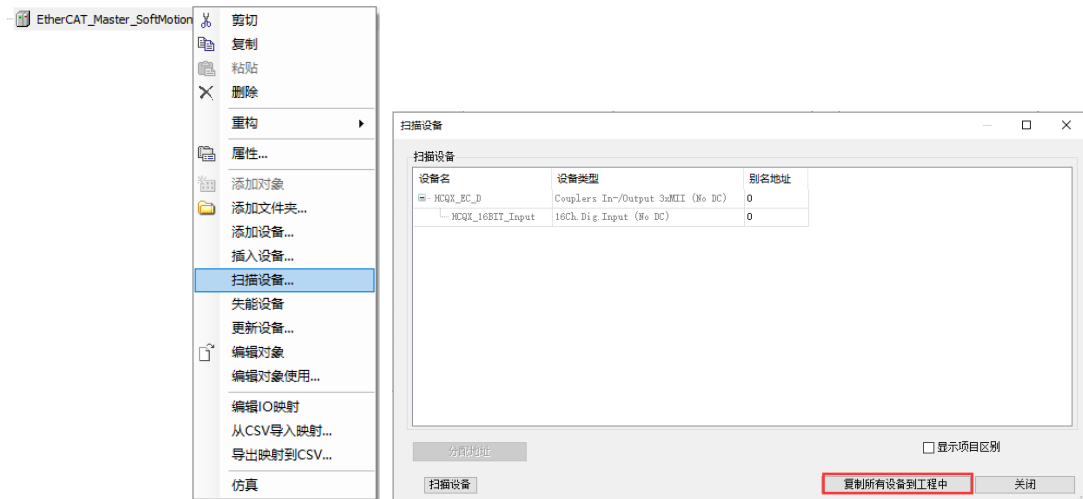 EtherCAT_Master_SoftMotion
剪切
复制
粘贴
删除
重构
属性...
添加对象
添加文件夹...
添加设备...
插入设备...
扫描设备...
失能设备
更新设备...
编辑对象
编辑对象使用...
编辑IO映射
从CSV导入映射...
导出映射到CSV...
仿真
扫描设备
扫描设备
设备名 设备类型 别名地址
MCQX_EC_D Couplers In-/Output 3xMII (No DC) 0
MCQX_16BIT_Input 16Ch.Dig.Input (No DC) 0
分配地址
显示项目区别
扫描设备
复制所有设备到工程中
关闭